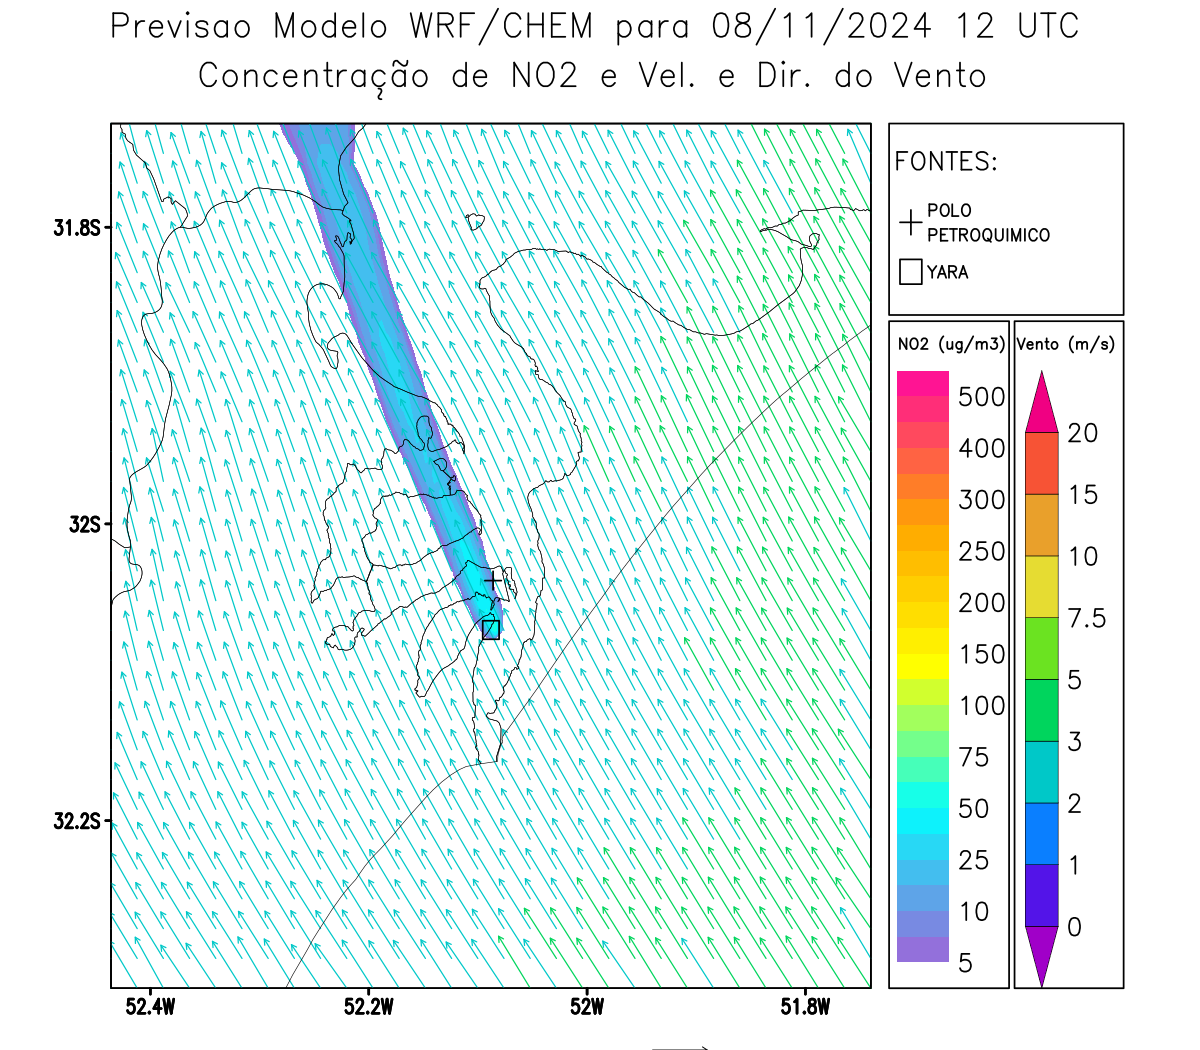 Previsao Modelo WRF/CHEM para 08/11/2024 12 UTC
Concentração de NO2 e Vel. e Dir. do Vento
FONTES:
POLO
PETROQUIMICO
YARA
31.8S
32S
32.2S
52.4W
52.2W
52W
51.8W
NO2 (ug/m3)
500
400
300
250
200
150
100
75
50
25
10
5
Vento (m/s)
20
15
10
7.5
5
3
2
1
0